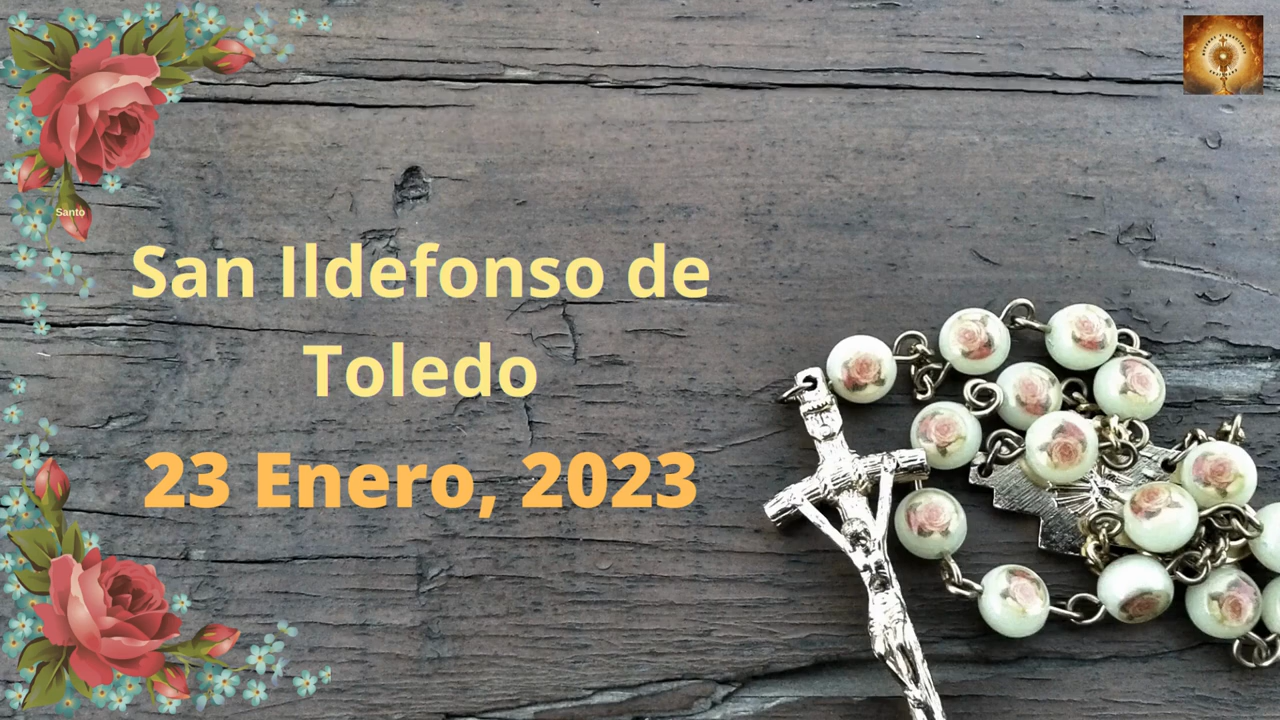 Santo
San Ildefonso de
Toledo
23 Enero, 2023